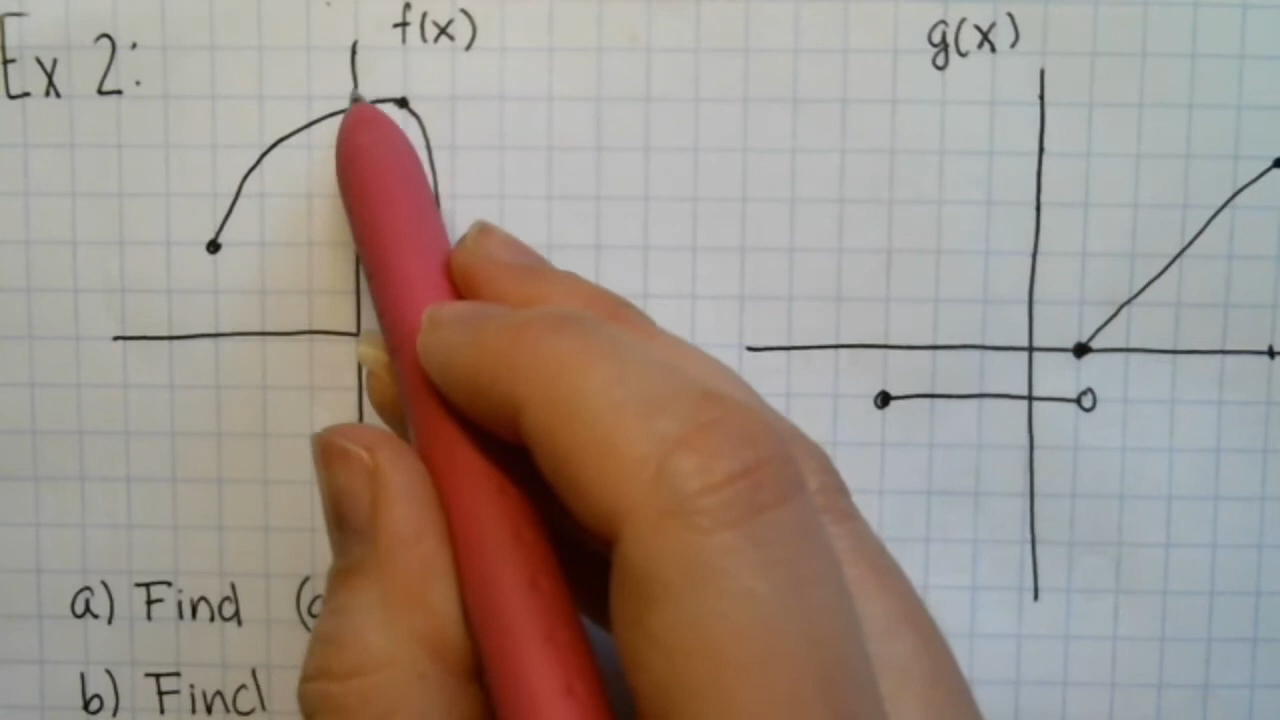 Ex 2:
f(x)
g(x)
a) Find
b) Find